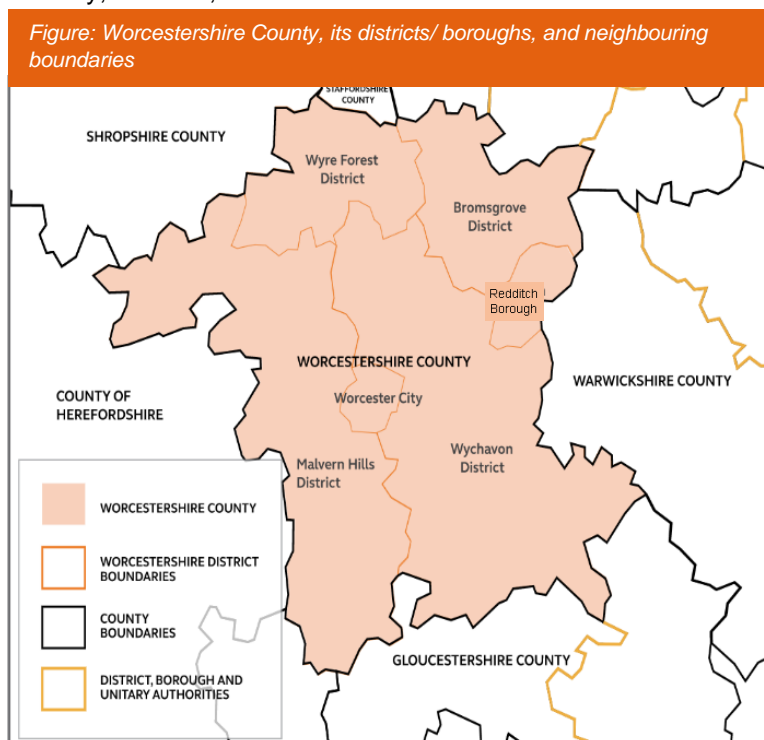 Figure: Worcestershire County, its districts/ boroughs, and neighbouring
boundaries
STAFFORDSHIRE
COUNTY
SHROPSHIRE COUNTY
Wyre Forest
District
Bromsgrove
District
Redditch
Borough
WORCESTERSHIRE COUNTY
WARWICKSHIRE COUNTY
COUNTY OF
HEREFORDSHIRE
Worcester City
Wychavon
District
Malvern Hills
District
WORCESTERSHIRE COUNTY
WORCESTERSHIRE DISTRICT
BOUNDARIES
COUNTY
BOUNDARIES
DISTRICT, BOROUGH AND
UNITARY AUTHORITIES
GLOUCESTERSHIRE COUNTY